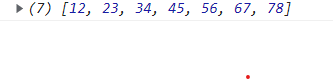 (7) [12, 23, 34, 45, 56, 67, 78]